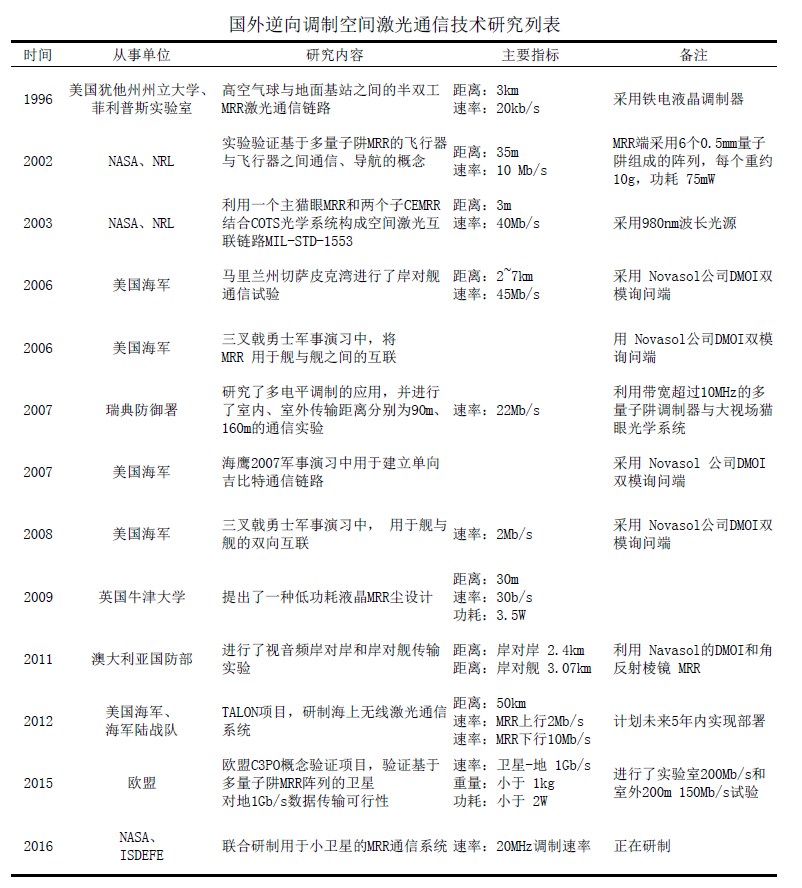 国外逆向调制空间激光通信技术研究列表
时间 从事单位 研究内容 主要指标 备注
1996
美国犹他州州立大学、
菲利普斯实验室
高空气球与地面基站之间的半双工
MRR激光通信链路
距离：3km
速率：20kb/s
采用铁电液晶调制器
2002
NASA、NRL
实验验证基于多量子阱MRR的飞行器
与飞行器之间通信、导航的概念
距离：35m
速率：10 Mb/s
MRR端采用6个0.5mm量子
阱组成的阵列，每个重约
10g，功耗 75mW
2003
NASA、NRL
利用一个主猫眼MRR和两个子CEMRR
结合COTS光学系统构成空间激光互
联链路MIL-STD-1553
距离：3m
速率：40Mb/s
采用980nm波长光源
2006
美国海军
马里兰州切萨皮克湾进行了岸对舰
通信试验
距离：2~7km
速率：45Mb/s
采用 Novasol公司DMOI双
模询问端
2006
美国海军
三叉戟勇士军事演习中，将
MRR 用于舰与舰之间的互联
用 Novasol公司DMOI双模
询问端
2007
瑞典防御署
研究了多电平调制的应用，并进行
了室内、室外传输距离分别为90m、
160m的通信实验
速率：22Mb/s
利用带宽超过10MHz的多
量子阱调制器与大视场猫
眼光学系统
2007
美国海军
海鹰2007军事演习中用于建立单向
吉比特通信链路
采用 Novasol 公司DMOI
双模询问端
2008
美国海军
三叉戟勇士军事演习中， 用于舰与
舰的双向互联
速率：2Mb/s
采用 Novasol公司DMOI双
模询问端
2009
英国牛津大学
提出了一种低功耗液晶MRR尘设计
距离：30m
速率：30b/s
功耗：3.5W
2011
澳大利亚国防部
进行了视音频岸对岸和岸对舰传输
实验
距离：岸对岸 2.4km
距离：岸对舰 3.07km
利用 Navasol的DMOI和角
反射棱镜 MRR
2012
美国海军、
海军陆战队
TALON项目，研制海上无线激光通信
系统
距离：50km
速率：MRR上行2Mb/s
速率：MRR下行10Mb/s
计划未来5年内实现部署
2015
欧盟
欧盟C3PO概念验证项目，验证基于
多量子阱MRR阵列的卫星
对地1Gb/s数据传输可行性
速率：卫星-地 1Gb/s
重量：小于 1kg
功耗：小于 2W
进行了实验室200Mb/s和
室外200m 150Mb/s试验
2016
NASA、
ISDEFE
联合研制用于小卫星的MRR通信系统
速率：20MHz调制速率
正在研制